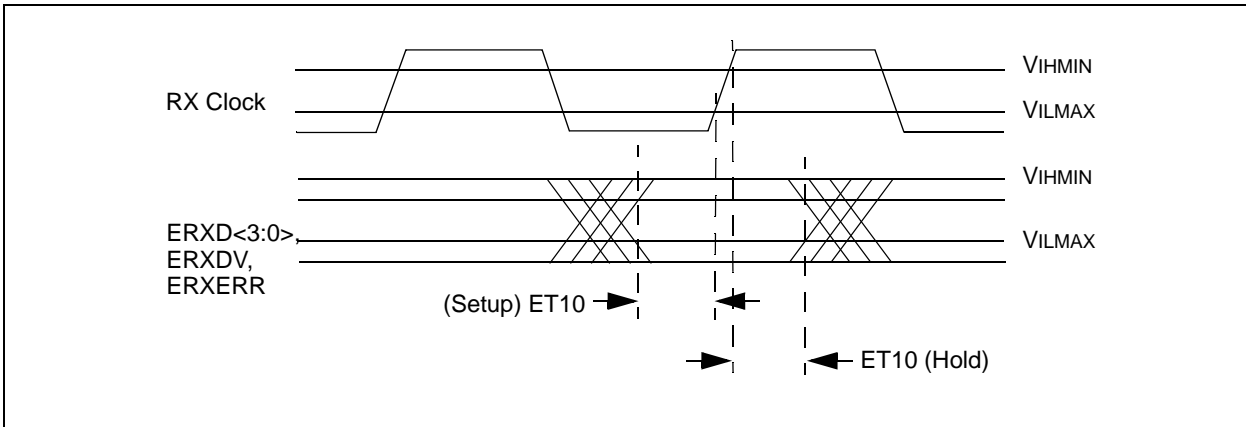 RX Clock
VIHMIN
VILMAX
VIHMIN
ERXD<3:0>,
ERXDV,
ERXERR
VILMAX
(Setup) ET10
ET10 (Hold)